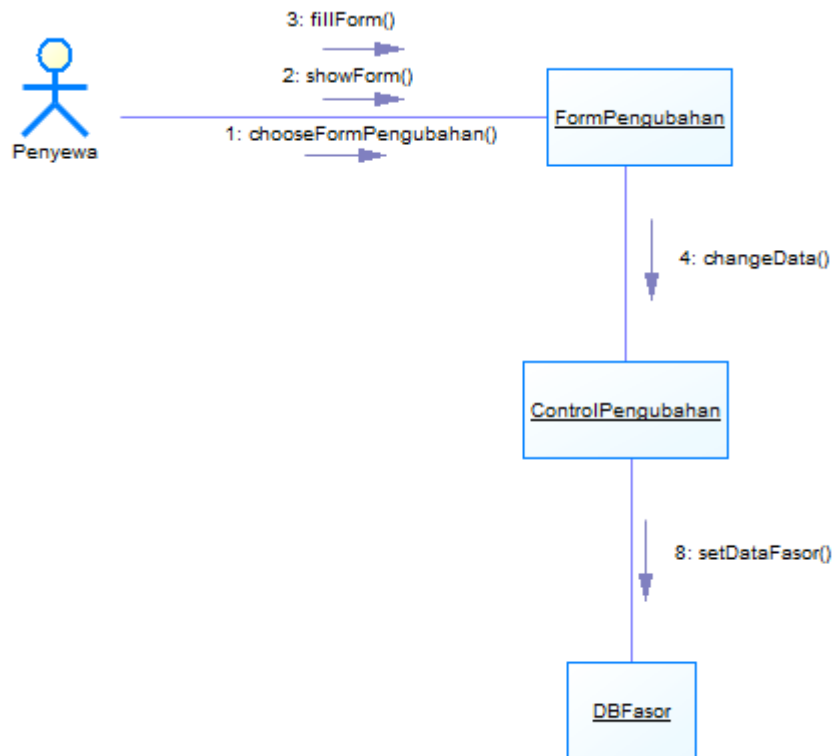 3: fillForm()
2: showForm()
1: chooseFormPengubahan()
Penyewa
FormPengubahan
4: changeData()
ControlPengubahan
8: setDataFasor()
DBFasor